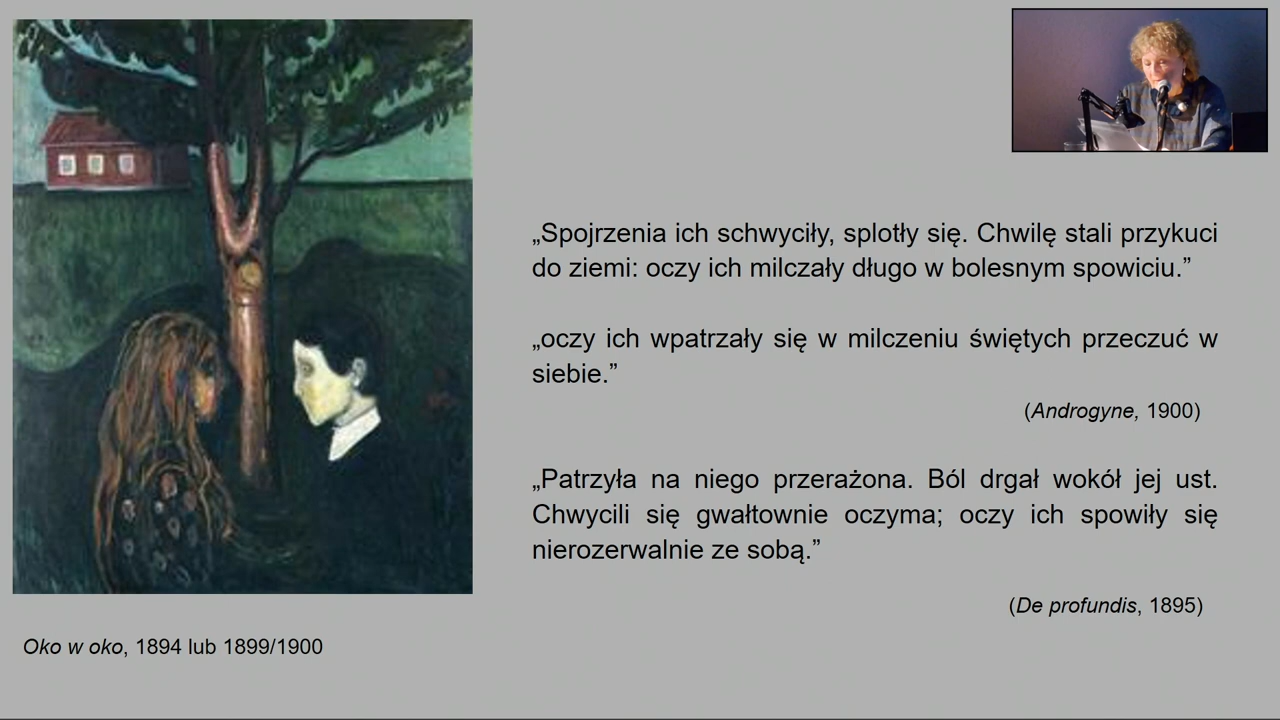 „Spojrzenia ich schwyciły, splotły się. Chwilę stali przykuci
do ziemi: oczy ich milczały długo w bolesnym spowiciu.”
„oczy ich wpatrzały się w milczeniu świętych przeczuć w
siebie.”
(Androgyne, 1900)
„Patrzyła na niego przerażona. Ból drgał wokół jej ust.
Chwycili się gwałtownie oczyma; oczy ich spowiły się
nierozerwalnie ze sobą.”
(De profundis, 1895)
Oko w oko, 1894 lub 1899/1900